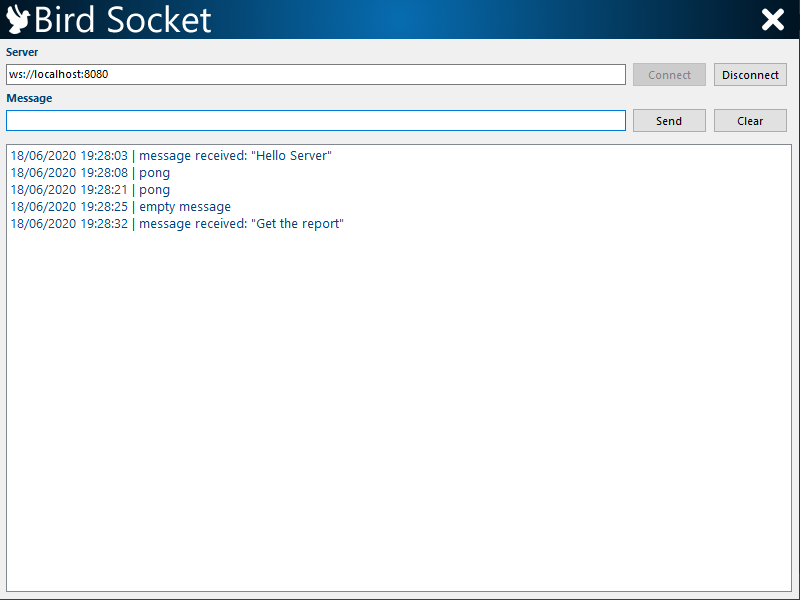 Bird Socket
Server
ws://localhost:8080
Connect
Disconnect
Message
Send
Clear
18/06/2020 19:28:03 | message received: "Hello Server"
18/06/2020 19:28:08 | pong
18/06/2020 19:28:21 | pong
18/06/2020 19:28:25 | empty message
18/06/2020 19:28:32 | message received: "Get the report"